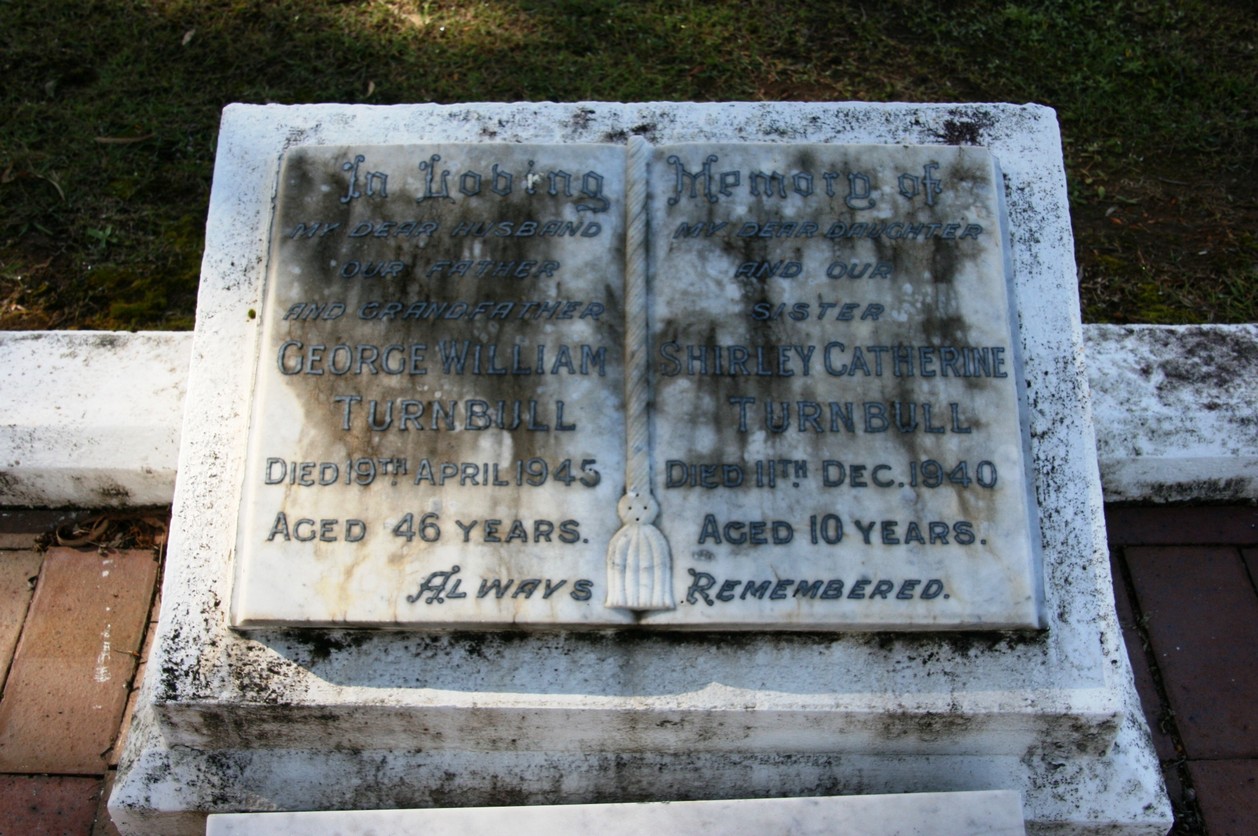 In Loving
MY DEAR HUSBAND
OUR FATHER
AND GRANDFATHER
GEORGE WILLIAM
TURNBULL
DIED 19TH APRIL 1945
AGED 46 YEARS.
Memory of
MY DEAR DAUGHTER
AND OUR
SISTER
SHIRLEY CATHERINE
TURNBULL
DIED 11TH DEC. 1940
AGED 10 YEARS.
ALWAYS REMEMBERED.